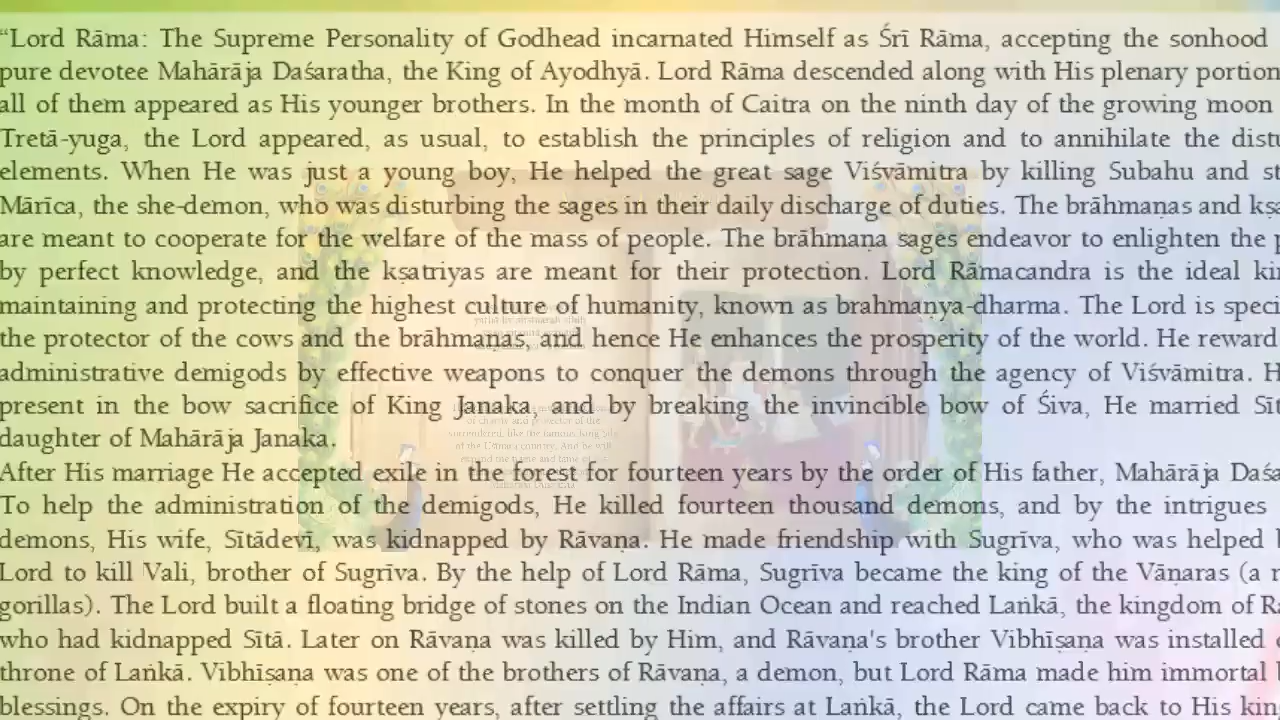 “Lord Rāma: The Supreme Personality of Godhead incarnated Himself as Śrī Rāma, accepting the sonhood
pure devotee Mahārāja Daśaratha, the King of Ayodhyā. Lord Rāma descended along with His plenary portion
all of them appeared as His younger brothers. In the month of Caitra on the ninth day of the growing moon
Tretā-yuga, the Lord appeared, as usual, to establish the principles of religion and to annihilate the distu
elements. When He was just a young boy, He helped the great sage Viśvāmitra by killing Subahu and st
Mārīca, the she-demon, who was disturbing the sages in their daily discharge of duties. The brāhmaṇas and kṣa
are meant to cooperate for the welfare of the mass of people. The brāhmaṇa sages endeavor to enlighten the p
by perfect knowledge, and the kṣatriyas are meant for their protection. Lord Rāmacandra is the ideal kin
maintaining and protecting the highest culture of humanity, known as brahmaṇya-dharma. The Lord is speci
the protector of the cows and the brāhmaṇas, and hence He enhances the prosperity of the world. He reward
administrative demigods by effective weapons to conquer the demons through the agency of Viśvāmitra. H
present in the bow sacrifice of King Janaka, and by breaking the invincible bow of Śiva, He married Sīt
daughter of Mahārāja Janaka.
After His marriage He accepted exile in the forest for fourteen years by the order of His father, Mahārāja Daśa
To help the administration of the demigods, He killed fourteen thousand demons, and by the intrigues
demons, His wife, Sītādevī, was kidnapped by Rāvaṇa. He made friendship with Sugrīva, who was helped
Lord to kill Vali, brother of Sugrīva. By the help of Lord Rāma, Sugrīva became the king of the Vāṇaras (a r
gorillas). The Lord built a floating bridge of stones on the Indian Ocean and reached Laṅkā, the kingdom of Rā
who had kidnapped Sītā. Later on Rāvaṇa was killed by Him, and Rāvaṇa's brother Vibhīṣaṇa was installed
throne of Laṅkā. Vibhīṣaṇa was one of the brothers of Rāvaṇa, a demon, but Lord Rāma made him immortal
blessings. On the expiry of fourteen years, after settling the affairs at Laṅkā, the Lord came back to His kin